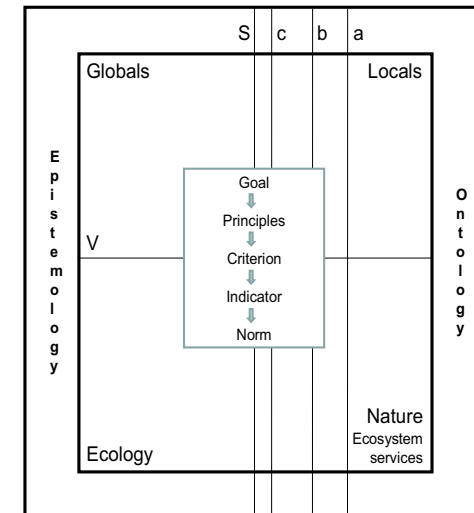 S c b a
Globals Locals
Epistemology
Ontology
Goal
Principles
V
Criterion
Indicator
Norm
Nature
Ecosystem
services
Ecology